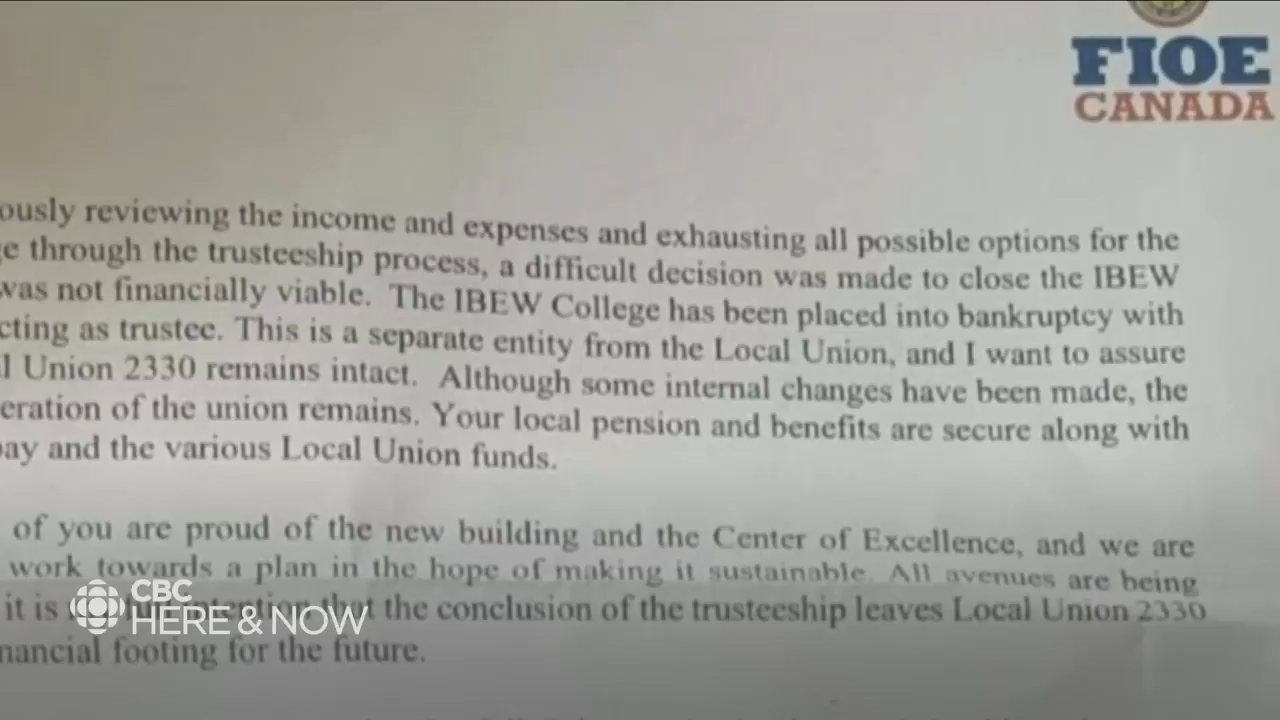 FIOE
CANADA
ously reviewing the income and expenses and exhausting all possible options for the
e through the trusteeship process, a difficult decision was made to close the IBEW
was not financially viable. The IBEW College has been placed into bankruptcy with
cting as trustee. This is a separate entity from the Local Union, and I want to assure
l Union 2330 remains intact. Although some internal changes have been made, the
eration of the union remains. Your local pension and benefits are secure along with
pay and the various Local Union funds.
of you are proud of the new building and the Center of Excellence, and we are
work towards a plan in the hope of making it sustainable. All avenues are being
it is intention that the conclusion of the trusteeship leaves Local Union 2330
nancial footing for the future.
CBC
HERE & NOW